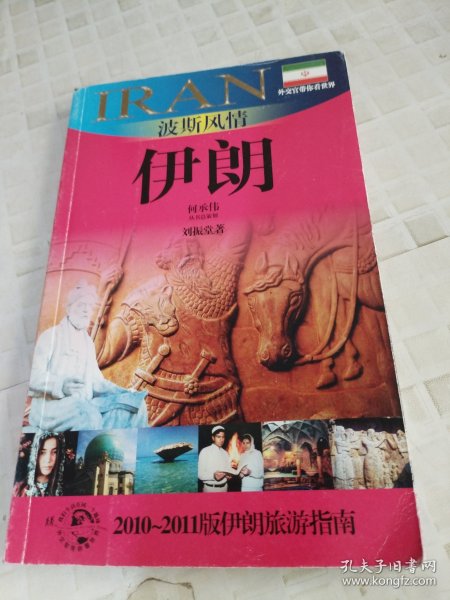 IRAN
外交官带你看世界
波斯风情
伊朗
何承伟
丛书总策划
刘振堂著
2010~2011版伊朗旅游指南
孔夫子旧书网
www.kongfz.com